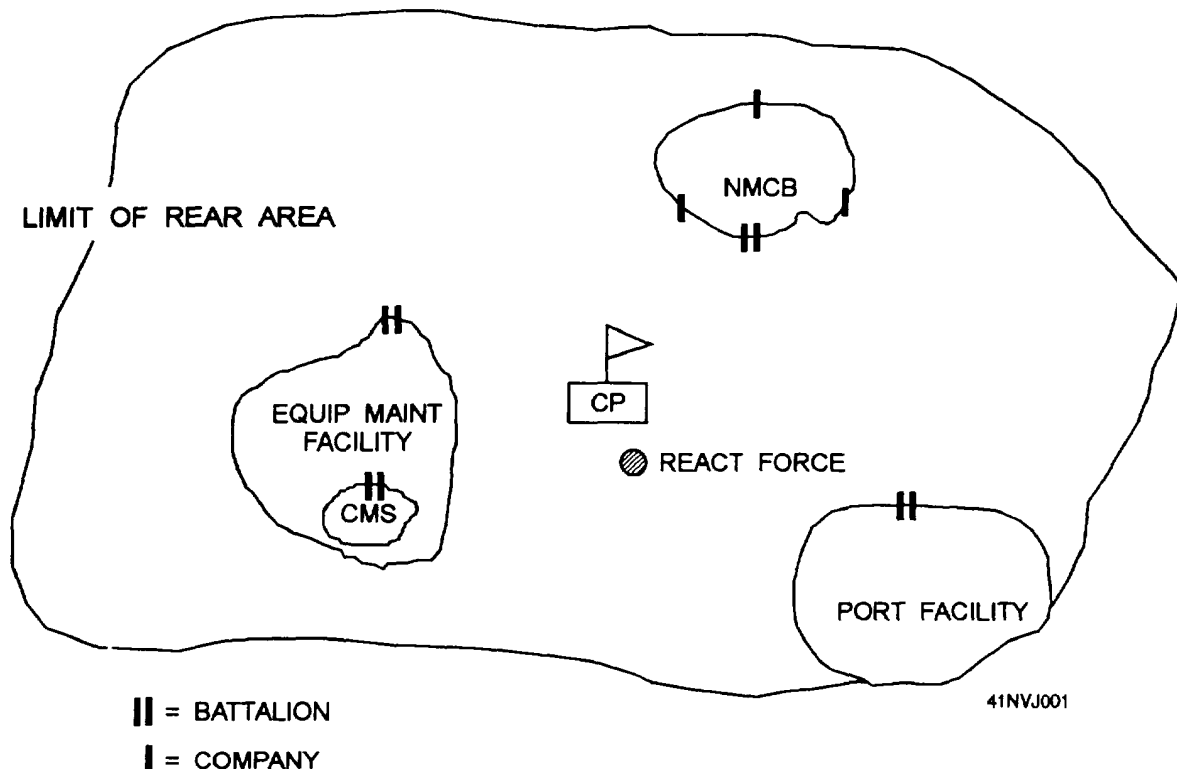 NMCB
LIMIT OF REAR AREA
CP
EQUIP MAINT
FACILITY
REACT FORCE
CMS
PORT FACILITY
41NVJ001
= BATTALION
= COMPANY